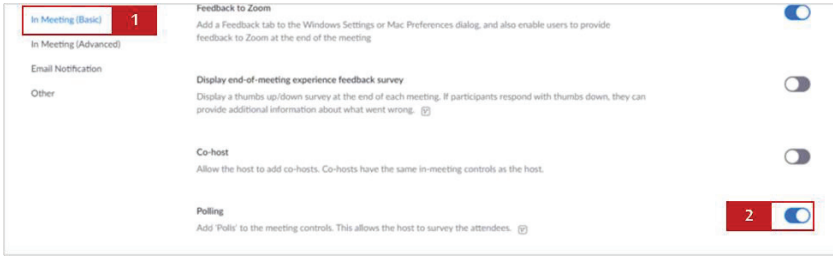 In Meeting (Basic)
1
In Meeting (Advanced)
Email Notification
Other
Feedback to Zoom
Add a Feedback tab to the Windows Settings or Mac Preferences dialog, and also enable users to provide
feedback to Zoom at the end of the meeting
Display end-of-meeting experience feedback survey
Display a thumbs up/down survey at the end of each meeting. If participants respond with thumbs down, they can
provide additional information about what went wrong.
Co-host
Allow the host to add co-hosts. Co-hosts have the same in-meeting controls as the host.
Polling
Add 'Polls' to the meeting controls. This allows the host to survey the attendees.
2